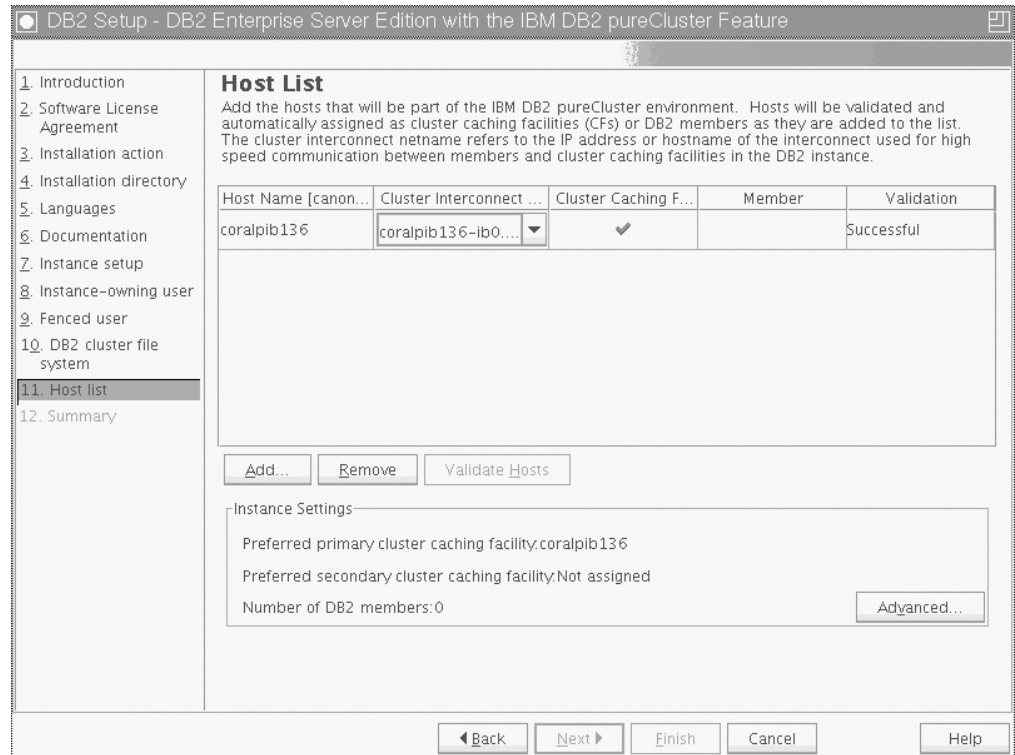 DB2 Setup - DB2 Enterprise Server Edition with the IBM DB2 pureCluster Feature
1. Introduction
2. Software License
Agreement
3. Installation action
4. Installation directory
5. Languages
6. Documentation
7. Instance setup
8. Instance-owning user
9. Fenced user
10. DB2 cluster file
system
11. Host list
12. Summary
Host List
Add the hosts that will be part of the IBM DB2 pureCluster environment. Hosts will be validated and
automatically assigned as cluster caching facilities (CFs) or DB2 members as they are added to the list.
The cluster interconnect netname refers to the IP address or hostname of the interconnect used for high
speed communication between members and cluster caching facilities in the DB2 instance.
Host Name [canon... Cluster Interconnect ... Cluster Caching F... Member Validation
coralpib136 coralpib136-ib0.... Successful
Add... Remove Validate Hosts
Instance Settings
Preferred primary cluster caching facility:coralpib136
Preferred secondary cluster caching facility:Not assigned
Number of DB2 members:0
Advanced...
Back Next Finish Cancel Help